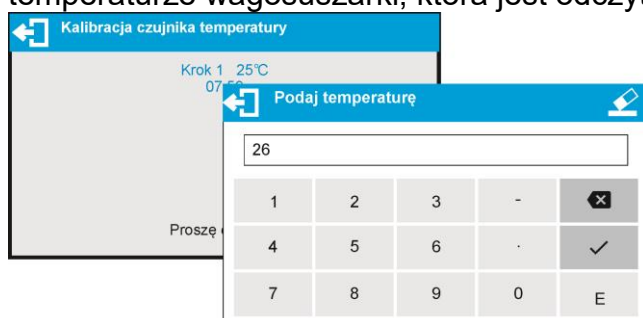 Kalibracja czujnika temperatury
Krok 1 25°C
Podaj temperaturę
26
1 2 3 -
Proszę
4 5 6 .
7 8 9 0 E